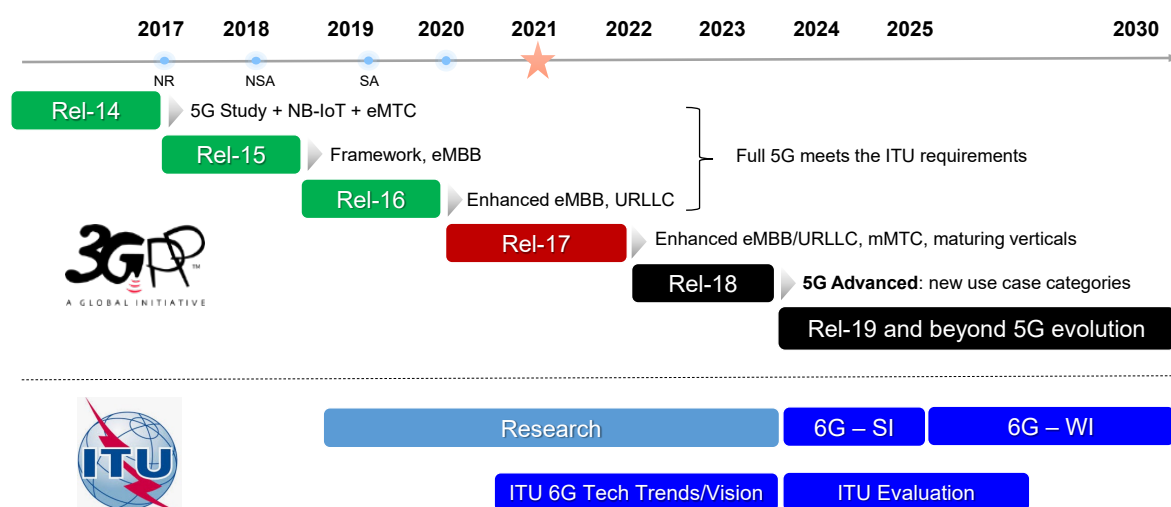 2017 2018 2019 2020 2021 2022 2023 2024 2025 2030
NR NSA SA
Rel-14 5G Study + NB-IoT + eMTC
Rel-15 Framework, eMBB
Full 5G meets the ITU requirements
Rel-16 Enhanced eMBB, URLLC
Rel-17 Enhanced eMBB/URLLC, mMTC, maturing verticals
3GPP™
A GLOBAL INITIATIVE
Rel-18 5G Advanced: new use case categories
Rel-19 and beyond 5G evolution
ITU
Research 6G – SI 6G – WI
ITU 6G Tech Trends/Vision ITU Evaluation